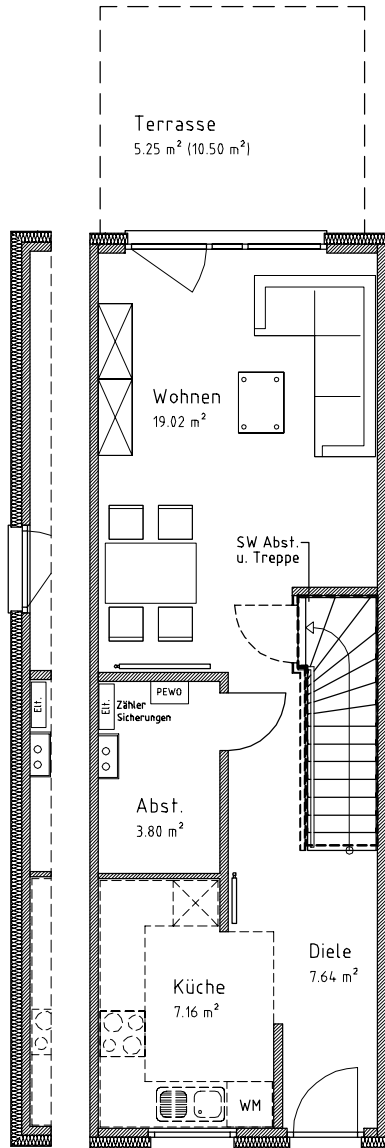 Terrasse
5.25 m² (10.50 m²)
Wohnen
19.02 m²
SW Abst.
u. Treppe
Elt.
Elt.
Zähler
Sicherungen
PEWO
Abst.
3.80 m²
Küche
7.16 m²
Diele
7.64 m²
WM